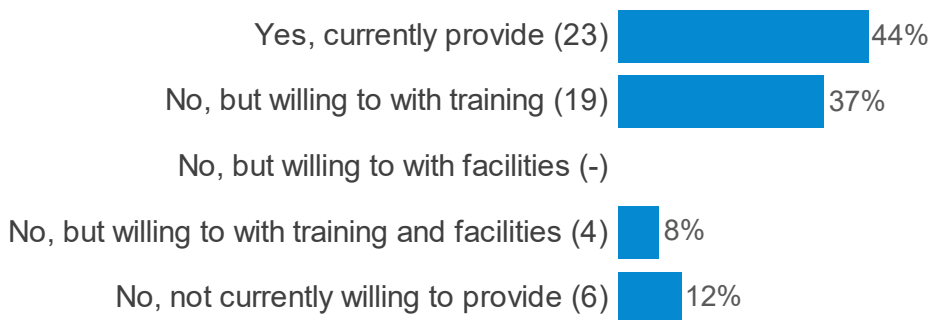 Yes, currently provide (23) 44%
No, but willing to with training (19) 37%
No, but willing to with facilities (-)
No, but willing to with training and facilities (4) 8%
No, not currently willing to provide (6) 12%